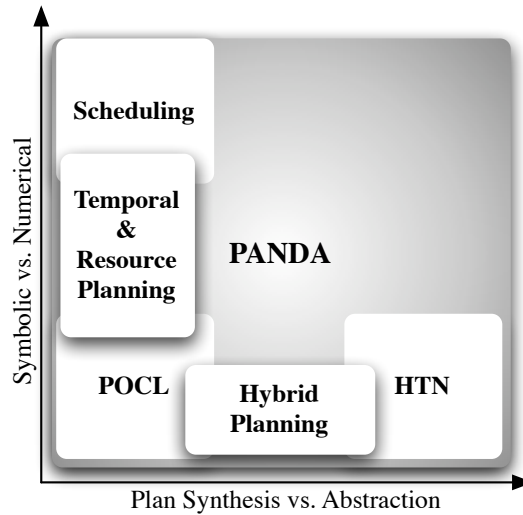 Scheduling
Temporal
&
Resource
Planning
PANDA
POCL
Hybrid
Planning
HTN
Symbolic vs. Numerical
Plan Synthesis vs. Abstraction